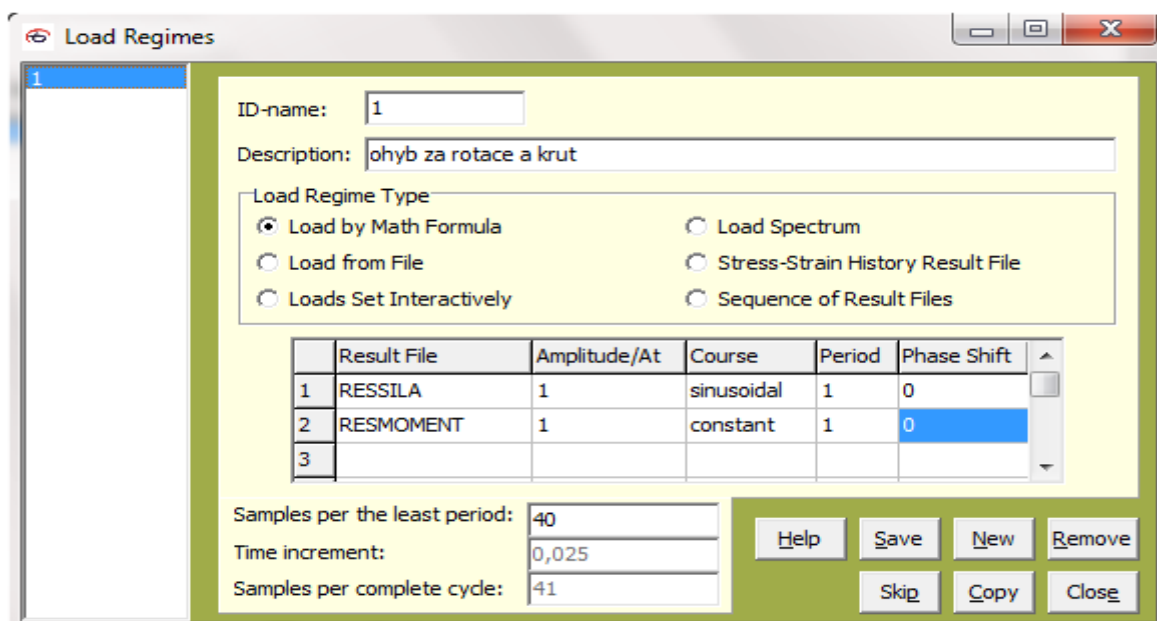 Load Regimes
1
ID-name: 1
Description: ohyb za rotace a krut
Load Regime Type
Load by Math Formula Load Spectrum
Load from File Stress-Strain History Result File
Loads Set Interactively Sequence of Result Files
Result File Amplitude/At Course Period Phase Shift
1 RESSILA 1 sinusoidal 1 0
2 RESMOMENT 1 constant 1 0
3
Samples per the least period: 40
Time increment: 0,025
Samples per complete cycle: 41
Help Save New Remove
Skip Copy Close